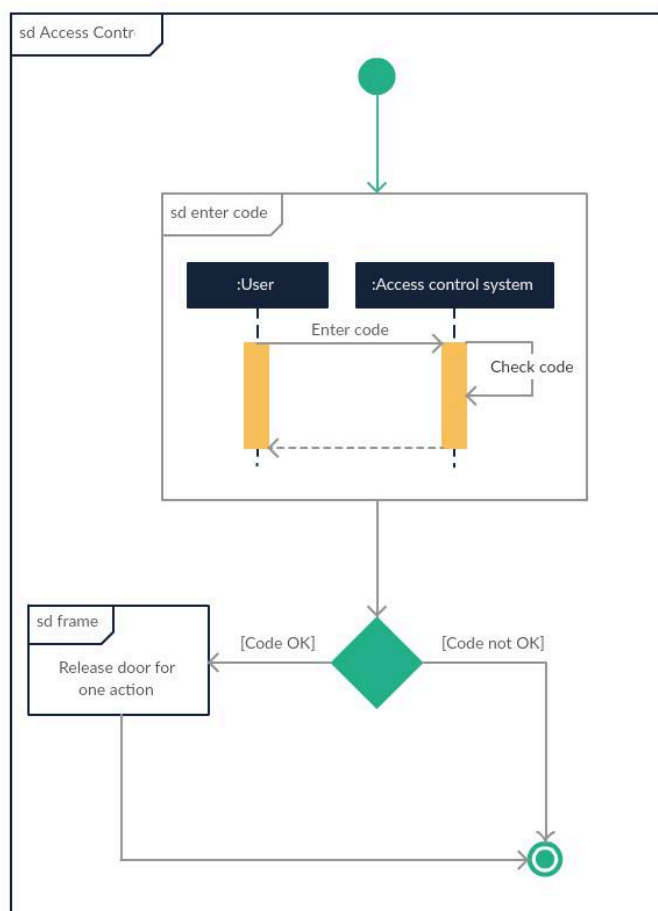 sd Access Contr
sd enter code
:User
:Access control system
Enter code
Check code
sd frame
[Code OK]
[Code not OK]
Release door for
one action